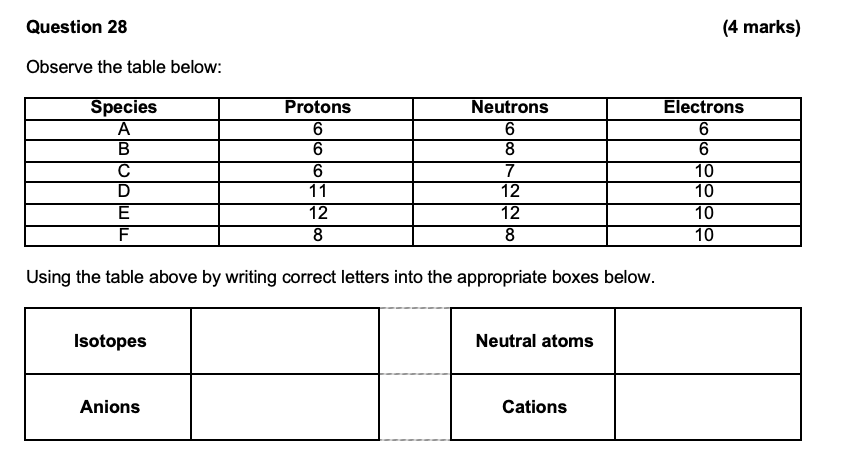 Question 28 (4 marks)
Observe the table below:
Species Protons Neutrons Electrons
A 6 6 6
B 6 8 6
C 6 7 10
D 11 12 10
E 12 12 10
F 8 8 10
Using the table above by writing correct letters into the appropriate boxes below.
Isotopes Neutral atoms
Anions Cations